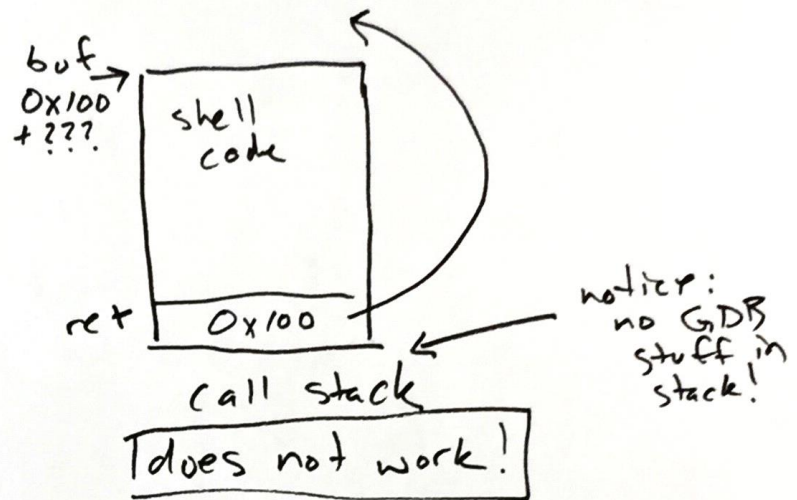 buf
0x100
+ ???
shell
code
ret
0x100
notice:
no GDB
stuff in
stack!
call stack
does not work!